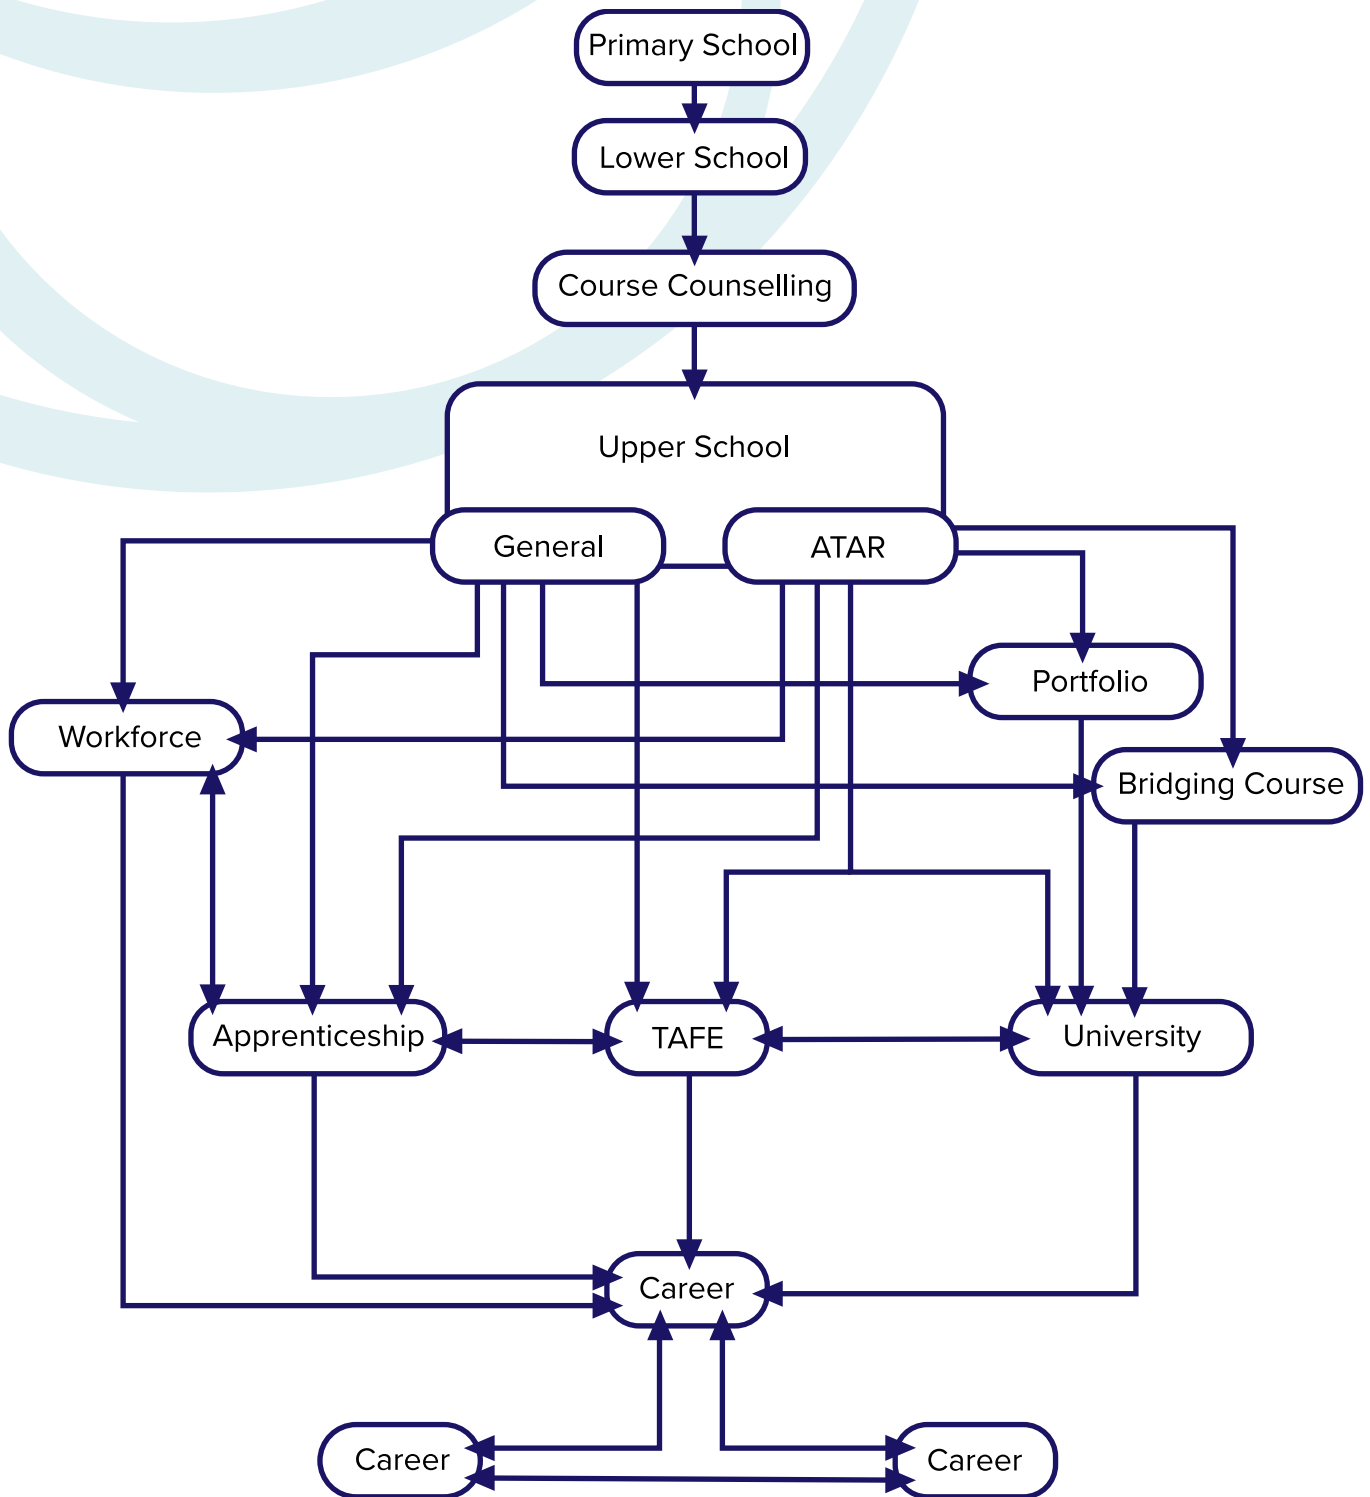 Primary School
Lower School
Course Counselling
Upper School
General
ATAR
Portfolio
Workforce
Bridging Course
Apprenticeship
TAFE
University
Career
Career
Career